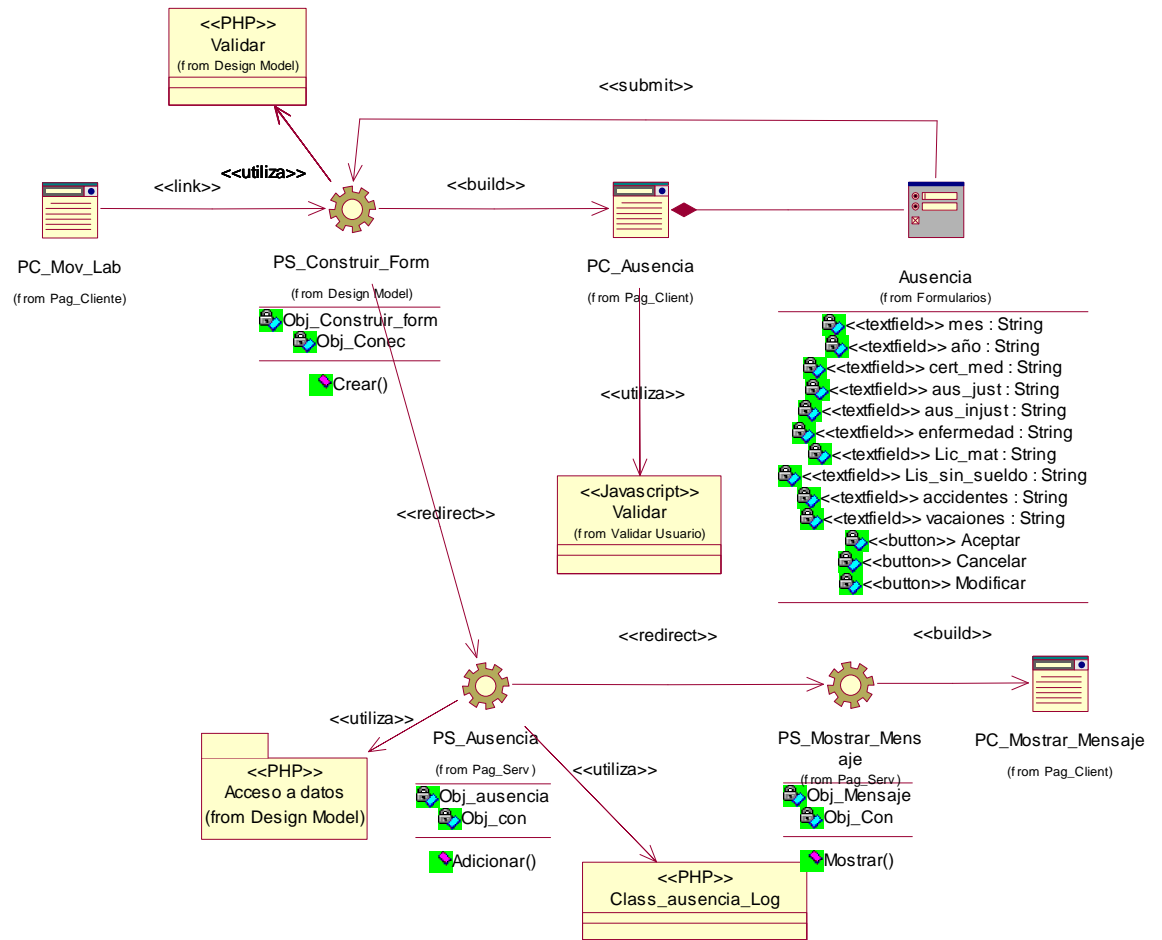 <<PHP>>
Validar
(from Design Model)
<<submit>>
<<link>>
<<utiliza>>
<<build>>
PC_Mov_Lab
(from Pag_Cliente)
PS_Construir_Form
(from Design Model)
Obj_Construir_form
Obj_Conec
Crear()
PC_Ausencia
(from Pag_Client)
Ausencia
(from Formularios)
<<textfield>> mes : String
<<textfield>> año : String
<<textfield>> cert_med : String
<<textfield>> aus_just : String
<<textfield>> aus_injust : String
<<textfield>> enfermedad : String
<<textfield>> Lic_mat : String
<<textfield>> Lis_sin_sueldo : String
<<textfield>> accidentes : String
<<textfield>> vacaiones : String
<<button>> Aceptar
<<button>> Cancelar
<<button>> Modificar
<<utiliza>>
<<Javascript>>
Validar
(from Validar Usuario)
<<redirect>>
<<redirect>>
<<build>>
<<utiliza>>
<<PHP>>
Acceso a datos
(from Design Model)
PS_Ausencia
(from Pag_Serv)
Obj_ausencia
Obj_con
Adicionar()
<<utiliza>>
PS_Mostrar_Mens
aje
(from Pag_Serv)
Obj_Mensaje
Obj_Con
Mostrar()
PC_Mostrar_Mensaje
(from Pag_Client)
<<PHP>>
Class_ausencia_Log